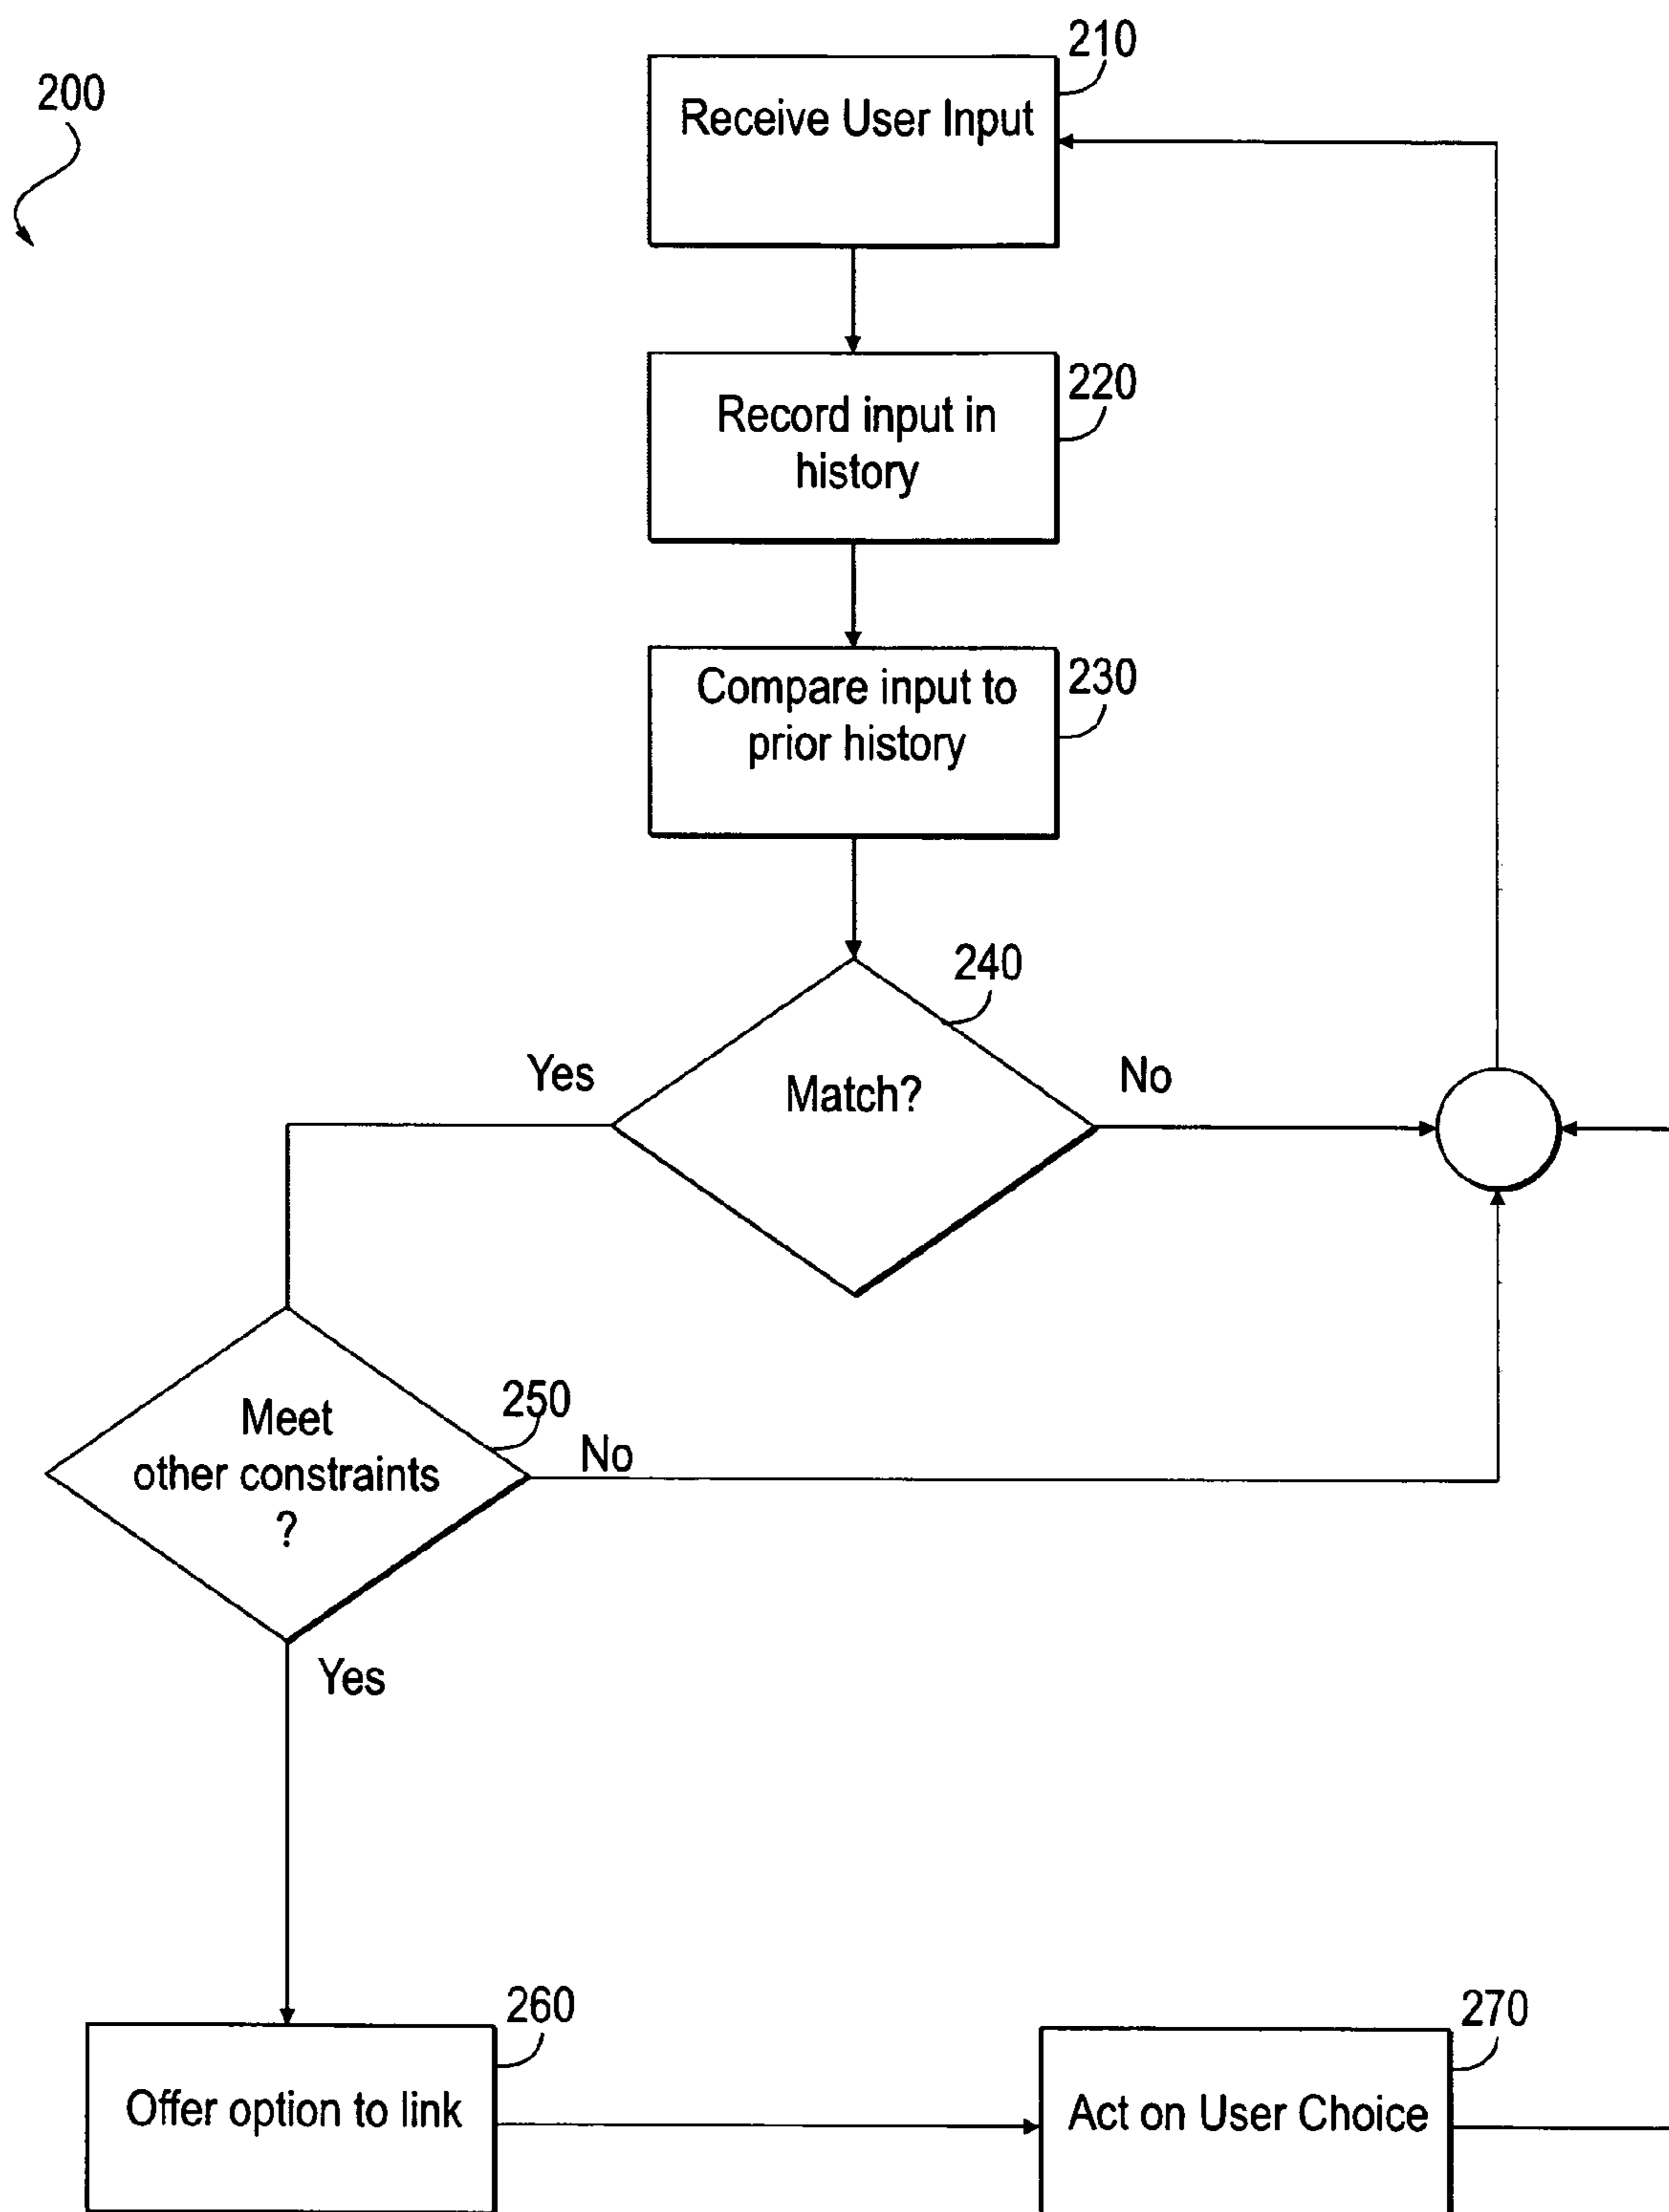 200
210
Receive User Input
220
Record input in
history
230
Compare input to
prior history
240
Yes
Match?
No
250
Meet
other constraints
?
No
Yes
260
Offer option to link
270
Act on User Choice